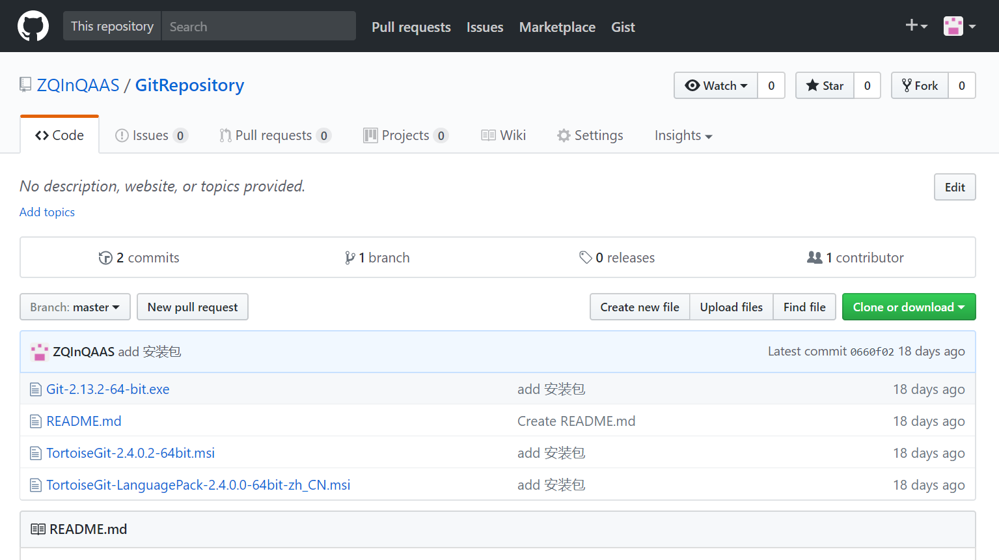 This repository Search Pull requests Issues Marketplace Gist
ZQInQAAS / GitRepository Watch 0 Star 0 Fork 0
Code Issues 0 Pull requests 0 Projects 0 Wiki Settings Insights
No description, website, or topics provided. Edit
Add topics
2 commits 1 branch 0 releases 1 contributor
Branch: master New pull request Create new file Upload files Find file Clone or download
ZQInQAAS add 安装包 Latest commit 0660f02 18 days ago
Git-2.13.2-64-bit.exe add 安装包 18 days ago
README.md Create README.md 18 days ago
TortoiseGit-2.4.0.2-64bit.msi add 安装包 18 days ago
TortoiseGit-LanguagePack-2.4.0.0-64bit-zh_CN.msi add 安装包 18 days ago
README.md